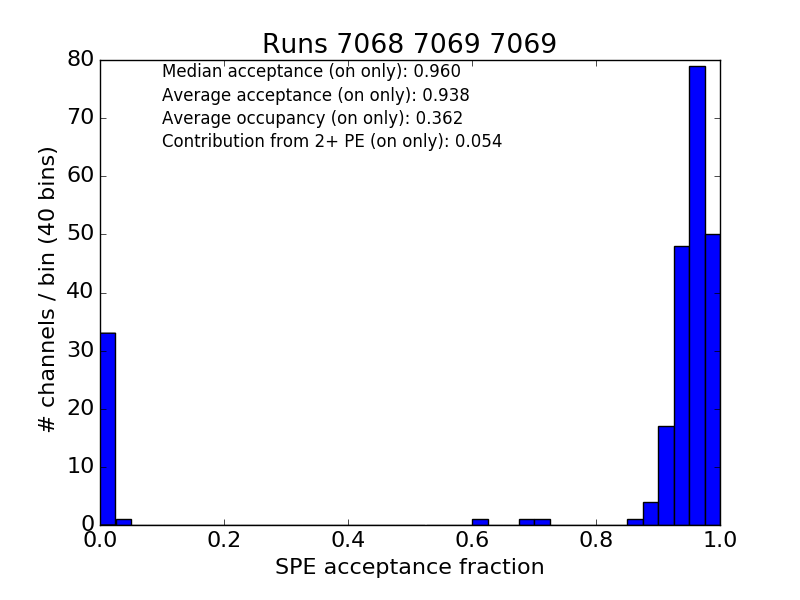 Runs 7068 7069 7069
Median acceptance (on only): 0.960
Average acceptance (on only): 0.938
Average occupancy (on only): 0.362
Contribution from 2+ PE (on only): 0.054
# channels / bin (40 bins)
80
70
60
50
40
30
20
10
0
0.0 0.2 0.4 0.6 0.8 1.0
SPE acceptance fraction